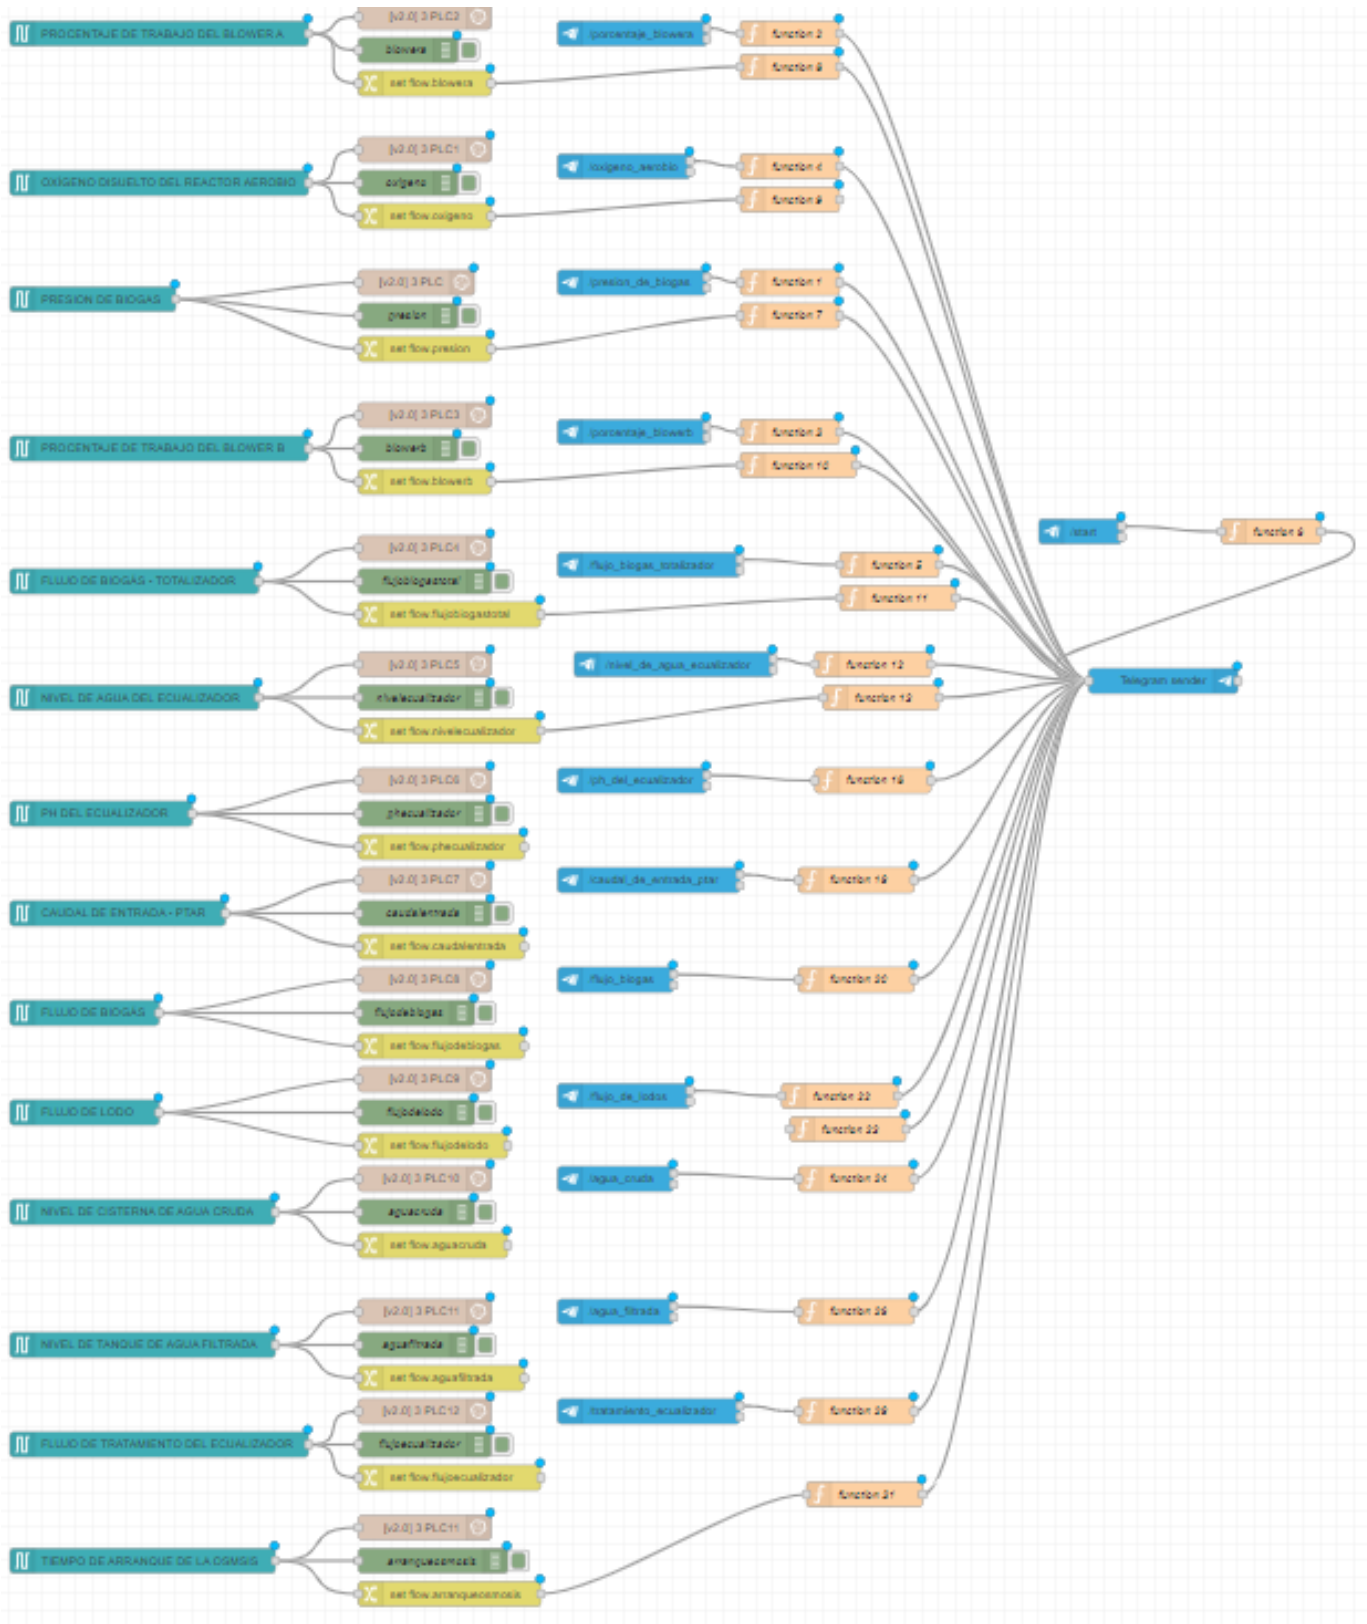 PROCENTAJE DE TRABAJO DEL BLOWER A
[v2.0] 3 PLC2
blowera
set flow.blowera
/porcentaje_blowera
function 8
OXÍGENO DISUELTO DEL REACTOR AEROBIO
[v2.0] 3 PLC1
oxigeno
set flow.oxigeno
/oxigeno_aerobio
function 4
function 9
PRESION DE BIOGAS
[v2.0] 3 PLC
presion
set flow.presion
/presion_de_biogas
function 1
function 7
PROCENTAJE DE TRABAJO DEL BLOWER B
[v2.0] 3 PLC3
blowerb
set flow.blowerb
/porcentaje_blowerb
function 10
/start
FLUJO DE BIOGAS - TOTALIZADOR
[v2.0] 3 PLC4
flujobiogastotal
set flow.flujobiogastotal
/flujo_biogas_totalizador
function 5
function 11
NIVEL DE AGUA DEL ECUALIZADOR
[v2.0] 3 PLC5
nivelecualizador
set flow.nivelecualizador
/nivel_de_agua_ecualizador
function 12
function 13
Telegram sender
PH DEL ECUALIZADOR
[v2.0] 3 PLC6
phecualizador
set flow.phecualizador
/ph_del_ecualizador
CAUDAL DE ENTRADA - PTAR
[v2.0] 3 PLC7
caudalentrada
set flow.caudalentrada
/caudal_de_entrada_ptar
FLUJO DE BIOGAS
[v2.0] 3 PLC8
flujodebiogas
set flow.flujodebiogas
/flujo_biogas
function 20
FLUJO DE LODO
[v2.0] 3 PLC9
flujodelodo
set flow.flujodelodo
/flujo_de_lodos
function 22
function 23
NIVEL DE CISTERNA DE AGUA CRUDA
[v2.0] 3 PLC10
aguacruda
set flow.aguacruda
/agua_cruda
function 24
NIVEL DE TANQUE DE AGUA FILTRADA
[v2.0] 3 PLC11
aguafiltrada
set flow.aguafiltrada
/agua_filtrada
FLUJO DE TRATAMIENTO DEL ECUALIZADOR
[v2.0] 3 PLC12
flujoecualizador
set flow.flujoecualizador
/tratamiento_ecualizador
function 21
TIEMPO DE ARRANQUE DE LA OSMSIS
[v2.0] 3 PLC11
arranqueosmosis
set flow.arranqueosmosis